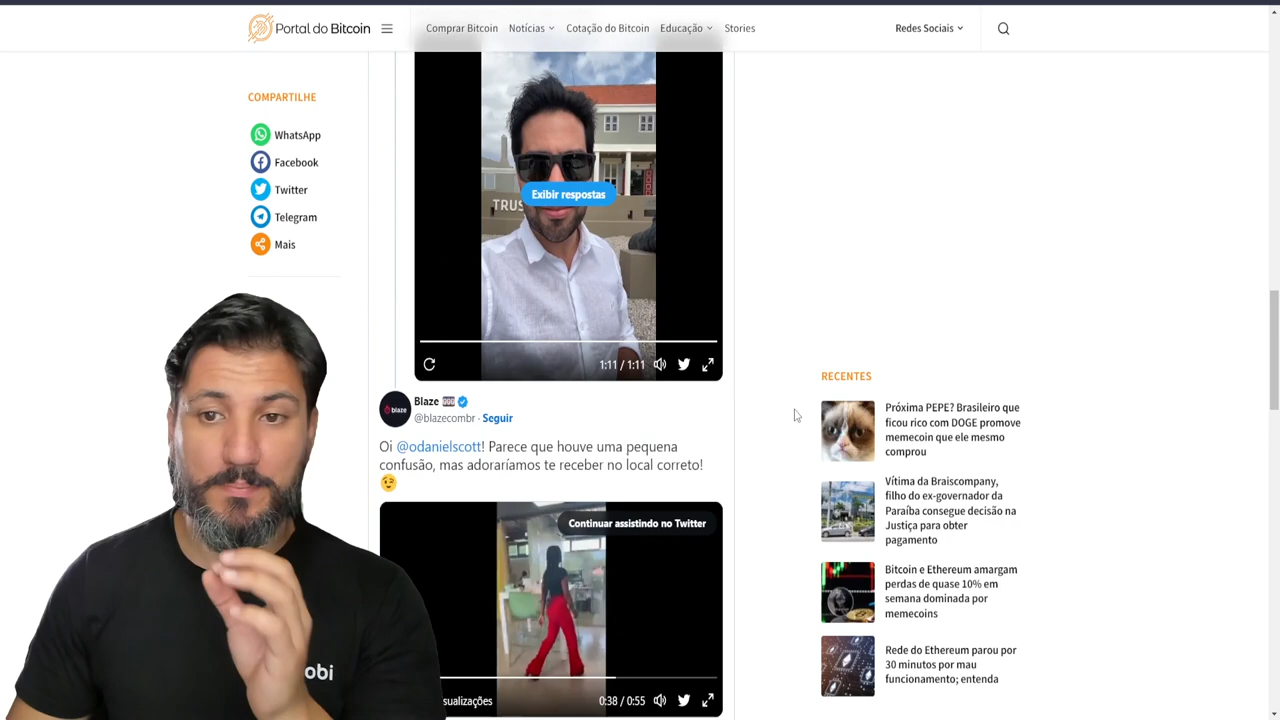 Portal do Bitcoin
Comprar Bitcoin
Notícias
Cotação do Bitcoin
Educação
Stories
Redes Sociais
COMPARTILHE
WhatsApp
Facebook
Twitter
Telegram
Mais
TRUS
Exibir respostas
1:11 / 1:11
Blaze
@blazecombr · Seguir
Oi @odanielscott! Parece que houve uma pequena
confusão, mas adoraríamos te receber no local correto!
😉
blaze
Continuar assistindo no Twitter
sualizações
0:38 / 0:55
obi
RECENTES
Próxima PEPE? Brasileiro que
ficou rico com DOGE promove
memecoin que ele mesmo
comprou
Vítima da Braiscompany,
filho do ex-governador da
Paraíba consegue decisão na
Justiça para obter
pagamento
Bitcoin e Ethereum amargam
perdas de quase 10% em
semana dominada por
memecoins
Rede do Ethereum parou por
30 minutos por mau
funcionamento; entenda